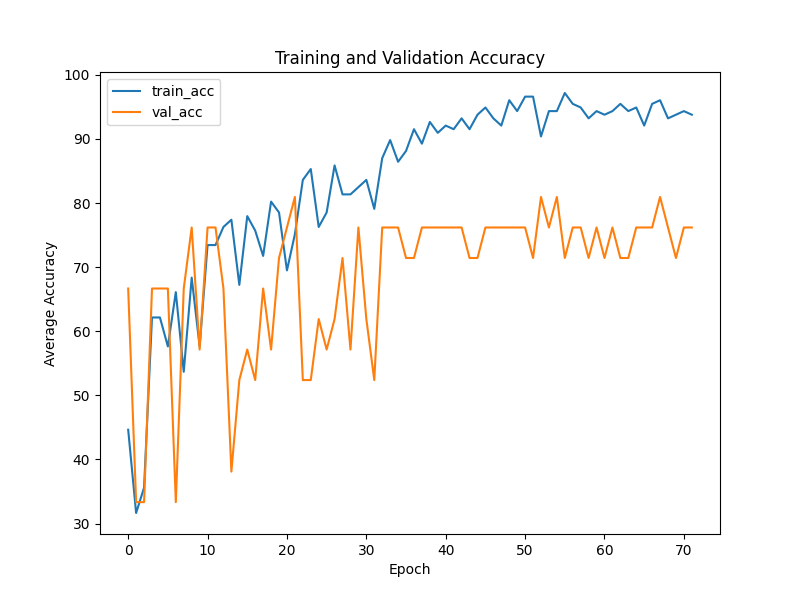 Training and Validation Accuracy
train_acc
val_acc
100
90
80
70
60
50
40
30
Average Accuracy
0 10 20 30 40 50 60 70
Epoch